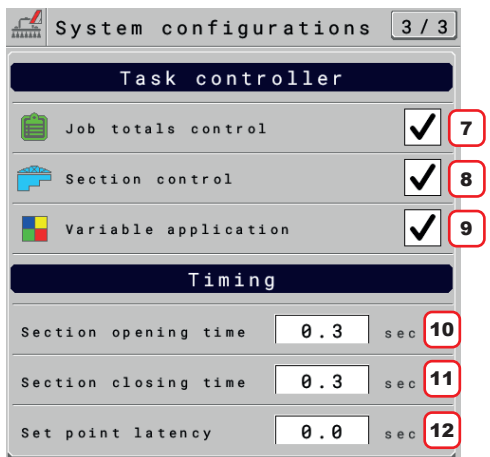 System configurations 3/3
Task controller
Job totals control 7
Section control 8
Variable application 9
Timing
Section opening time 0.3 sec 10
Section closing time 0.3 sec 11
Set point latency 0.0 sec 12